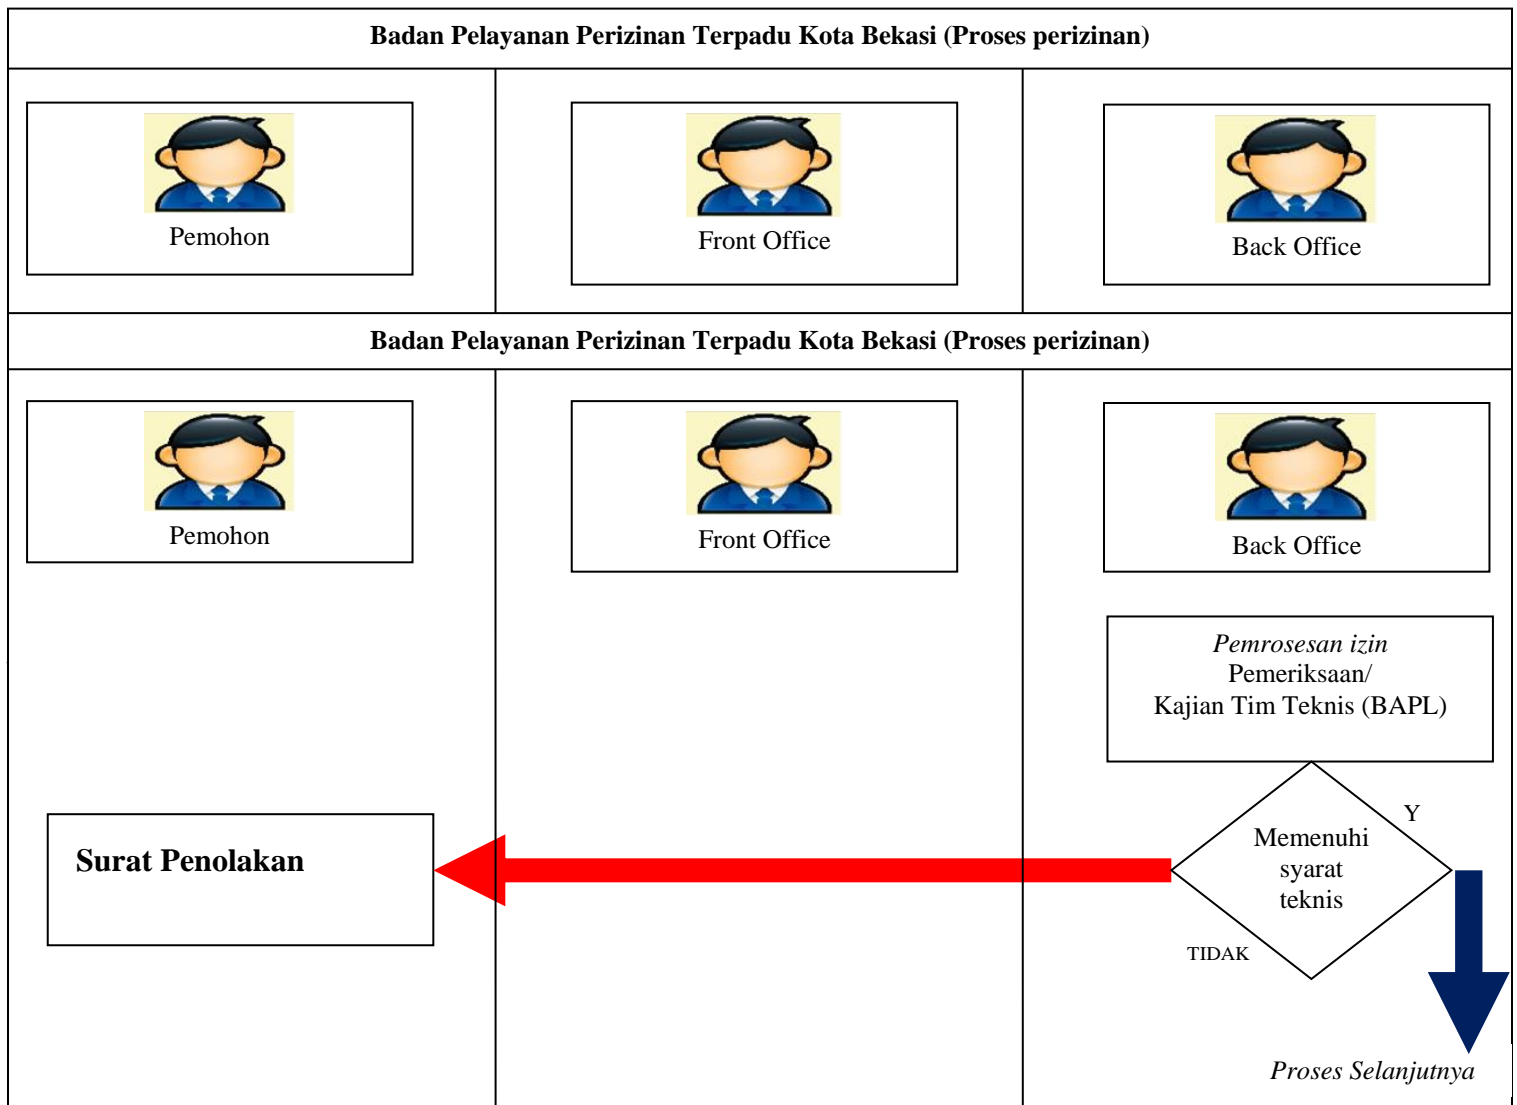 Badan Pelayanan Perizinan Terpadu Kota Bekasi (Proses perizinan)
Pemohon
Front Office
Back Office
Badan Pelayanan Perizinan Terpadu Kota Bekasi (Proses perizinan)
Pemohon
Front Office
Back Office
Pemrosesan izin
Pemeriksaan/
Kajian Tim Teknis (BAPL)
Y
Memenuhi
syarat
teknis
Surat Penolakan
TIDAK
Proses Selanjutnya